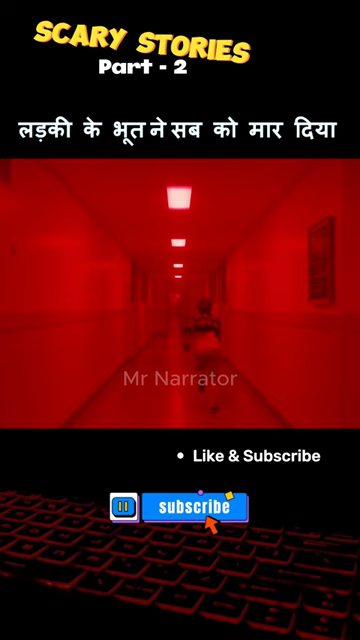 SCARY STORIES
Part - 2
लड़की के भूत ने सब को मार दिया
Mr Narrator
• Like & Subscribe
subscribe